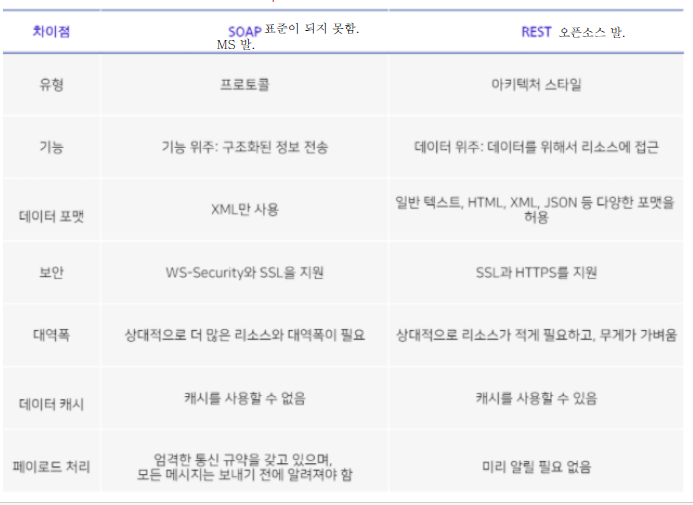 차이점
SOAP 표준이 되지 못함.
MS 발.
REST 오픈소스 발.
유형
프로토콜
아키텍처 스타일
기능
기능 위주: 구조화된 정보 전송
데이터 위주: 데이터를 위해서 리소스에 접근
데이터 포맷
XML만 사용
일반 텍스트, HTML, XML, JSON 등 다양한 포맷을
허용
보안
WS-Security와 SSL을 지원
SSL과 HTTPS를 지원
대역폭
상대적으로 더 많은 리소스와 대역폭이 필요
상대적으로 리소스가 적게 필요하고, 무게가 가벼움
데이터 캐시
캐시를 사용할 수 없음
캐시를 사용할 수 있음
페이로드 처리
엄격한 통신 규약을 갖고 있으며,
모든 메시지는 보내기 전에 알려져야 함
미리 알릴 필요 없음